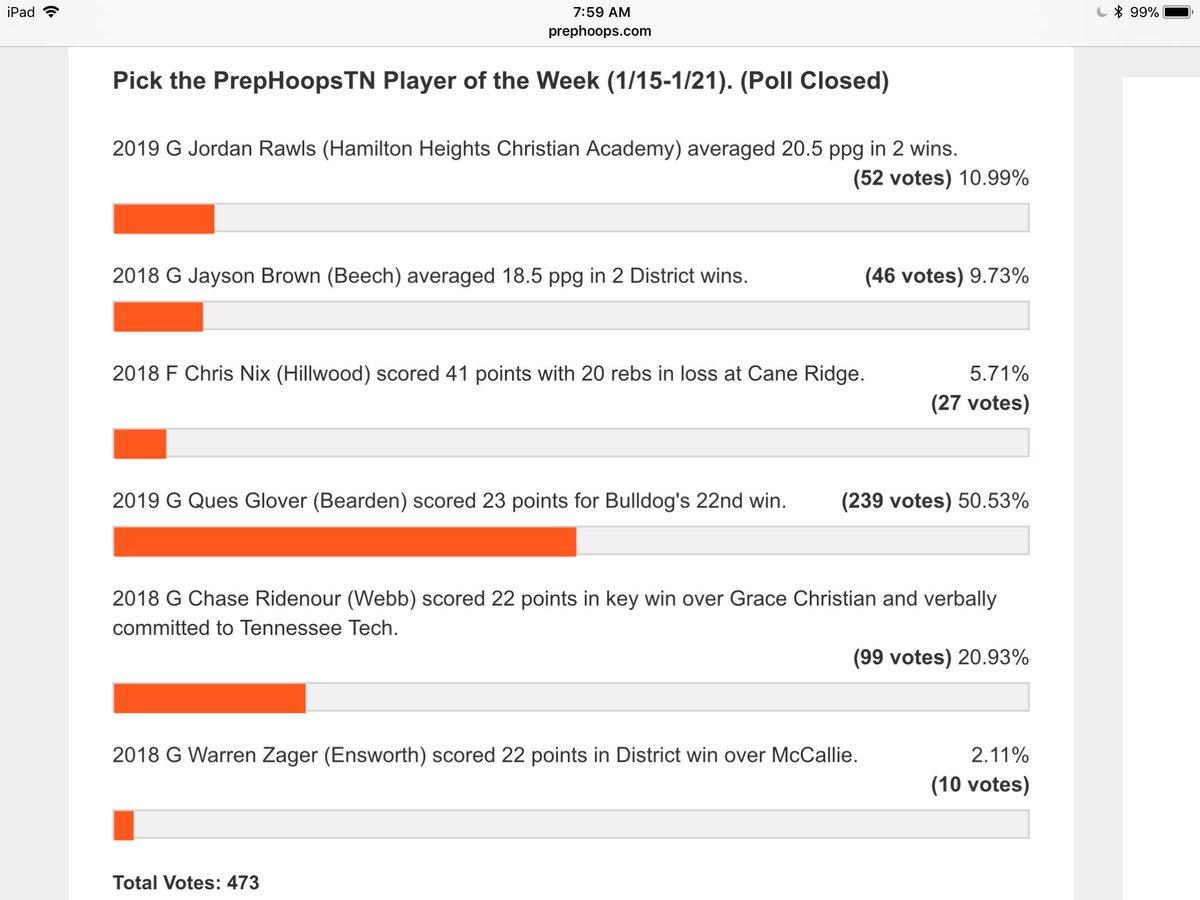 iPad 7:59 AM 99%
prephoops.com
Pick the PrepHoopsTN Player of the Week (1/15-1/21). (Poll Closed)
2019 G Jordan Rawls (Hamilton Heights Christian Academy) averaged 20.5 ppg in 2 wins.
(52 votes) 10.99%
2018 G Jayson Brown (Beech) averaged 18.5 ppg in 2 District wins. (46 votes) 9.73%
2018 F Chris Nix (Hillwood) scored 41 points with 20 rebs in loss at Cane Ridge. 5.71%
(27 votes)
2019 G Ques Glover (Bearden) scored 23 points for Bulldog's 22nd win. (239 votes) 50.53%
2018 G Chase Ridenour (Webb) scored 22 points in key win over Grace Christian and verbally
committed to Tennessee Tech.
(99 votes) 20.93%
2018 G Warren Zager (Ensworth) scored 22 points in District win over McCallie. 2.11%
(10 votes)
Total Votes: 473